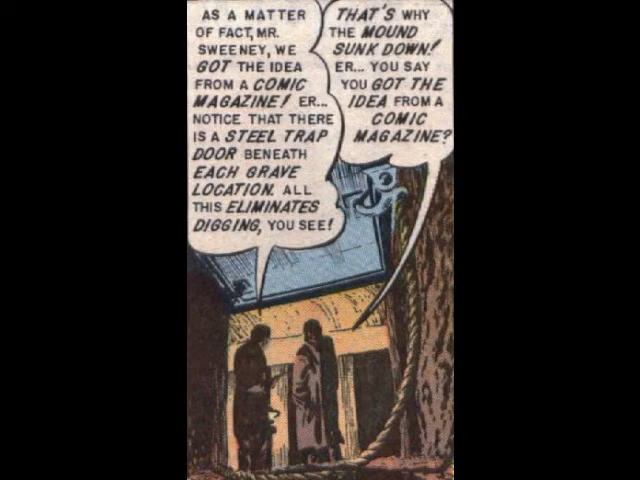 AS A MATTER
OF FACT, MR.
SWEENEY, WE
GOT THE IDEA
FROM A COMIC
MAGAZINE! ER...
NOTICE THAT THERE
IS A STEEL TRAP
DOOR BENEATH
EACH GRAVE
LOCATION. ALL
THIS ELIMINATES
DIGGING, YOU SEE!
THAT'S WHY
THE MOUND
SUNK DOWN!
ER... YOU SAY
YOU GOT THE
IDEA FROM A
COMIC
MAGAZINE?